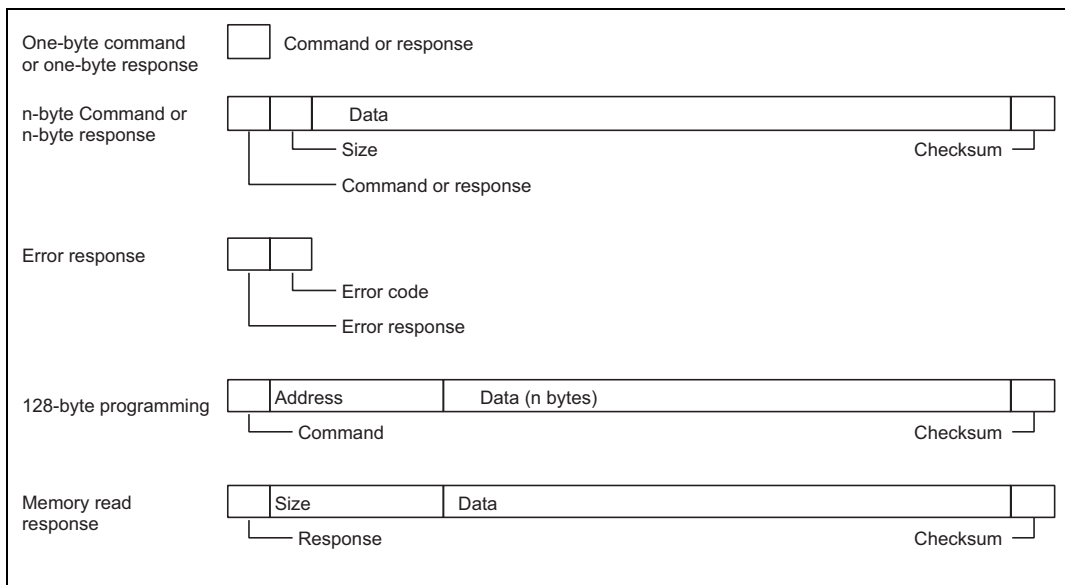 One-byte command
or one-byte response
Command or response
n-byte Command or
n-byte response
Data
Size
Checksum
Command or response
Error response
Error code
Error response
128-byte programming
Address
Data (n bytes)
Command
Checksum
Memory read
response
Size
Data
Response
Checksum